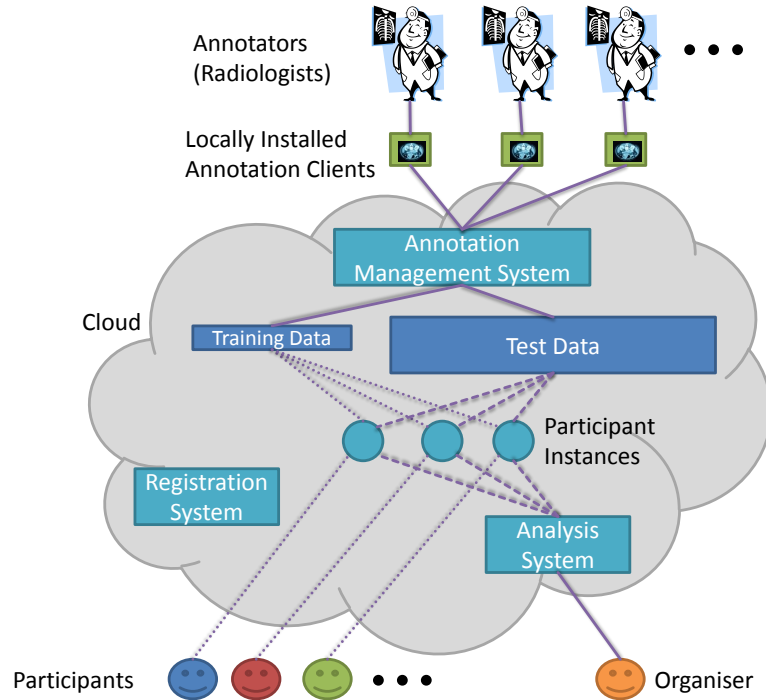 Annotators
(Radiologists)
Locally Installed
Annotation Clients
Annotation
Management System
Cloud
Training Data
Test Data
Participant
Instances
Registration
System
Analysis
System
Participants
Organiser